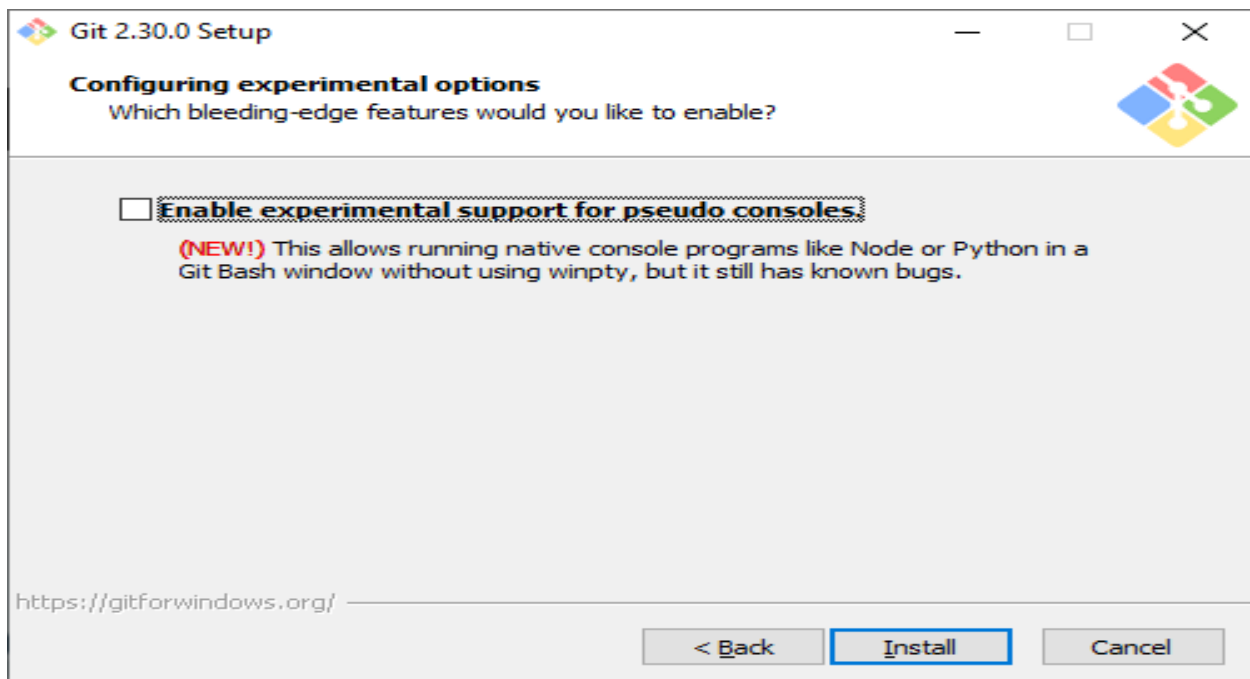 Git 2.30.0 Setup
Configuring experimental options
Which bleeding-edge features would you like to enable?
Enable experimental support for pseudo consoles.
(NEW!) This allows running native console programs like Node or Python in a
Git Bash window without using winpty, but it still has known bugs.
https://gitforwindows.org/
< Back
Install
Cancel